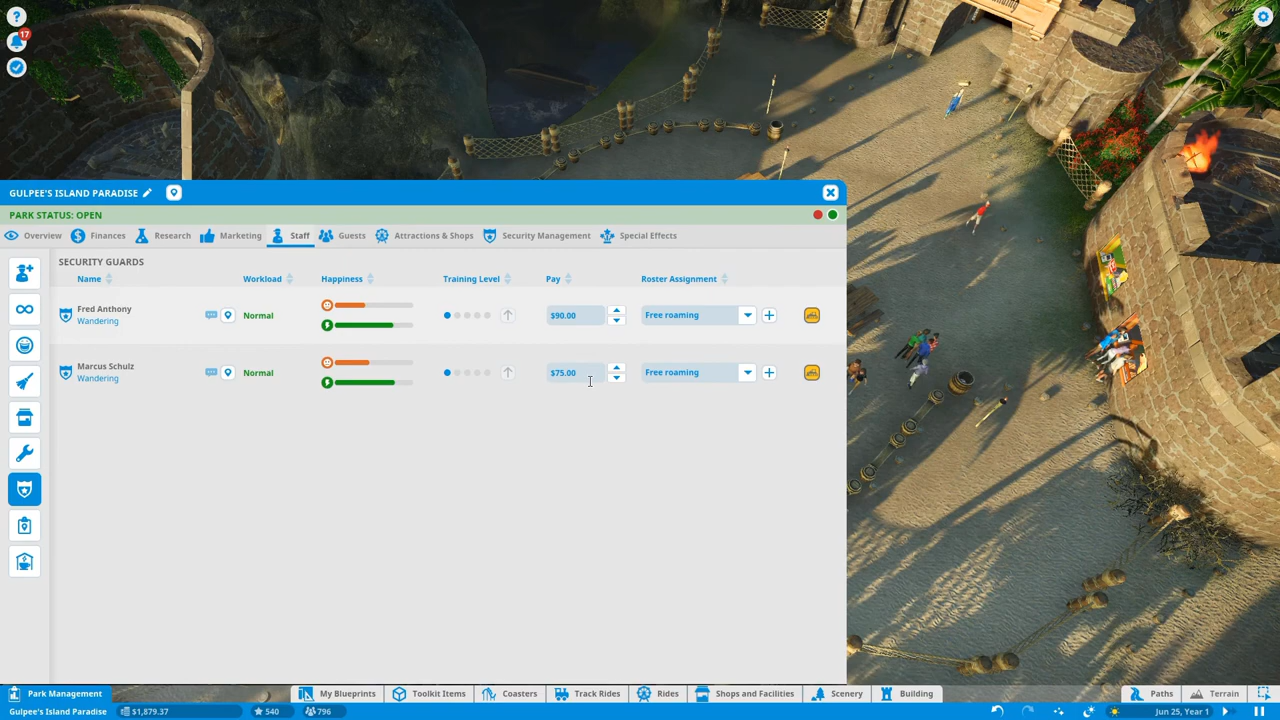 17
GULPEE'S ISLAND PARADISE
PARK STATUS: OPEN
Overview Finances Research Marketing Staff Guests Attractions & Shops Security Management Special Effects
SECURITY GUARDS
Name Workload Happiness Training Level Pay Roster Assignment
Fred Anthony
Wandering
Normal
$90.00
Free roaming
Marcus Schulz
Wandering
Normal
$75.00
Free roaming
Park Management My Blueprints Toolkit Items Coasters Track Rides Rides Shops and Facilities Scenery Building Paths Terrain
Gulpee's Island Paradise $1,879.37 540 796 Jun 25, Year 1